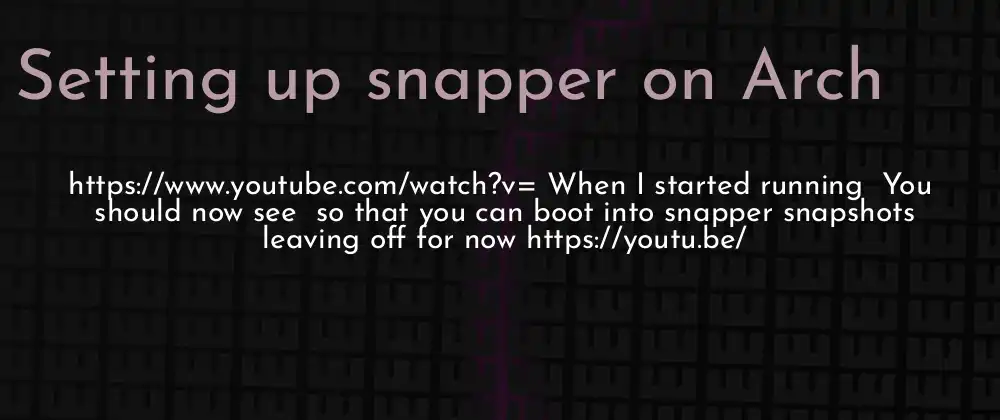 Setting up snapper on Arch
https://www.youtube.com/watch?v= When I started running  You
should now see  so that you can boot into snapper snapshots
leaving off for now https://youtu.be/